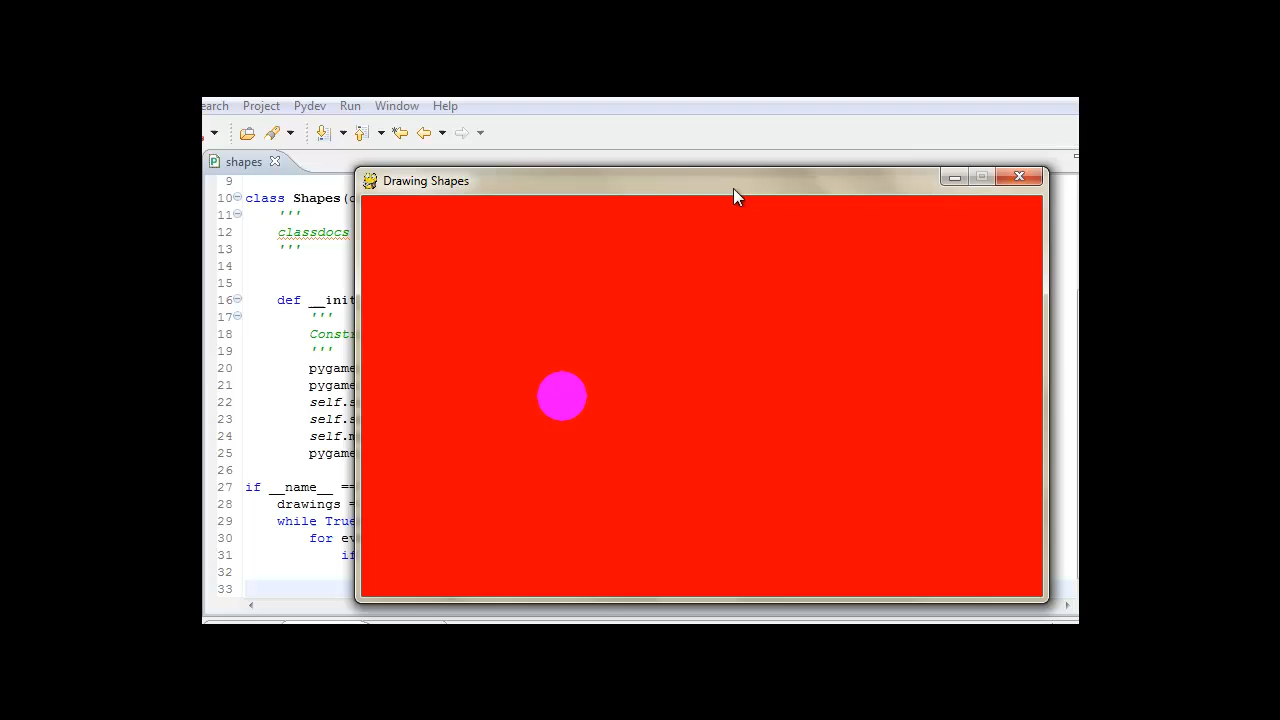 earch Project Pydev Run Window Help
shapes
Drawing Shapes
9
10 class Shapes(
11 '''
12 classdocs
13 '''
14
15
16 def __init
17 '''
18 Constr
19 '''
20 pygame
21 pygame
22 self.s
23 self.s
24 self.m
25 pygame
26
27 if __name__ ==
28 drawings =
29 while True
30 for ev
31 if
32
33